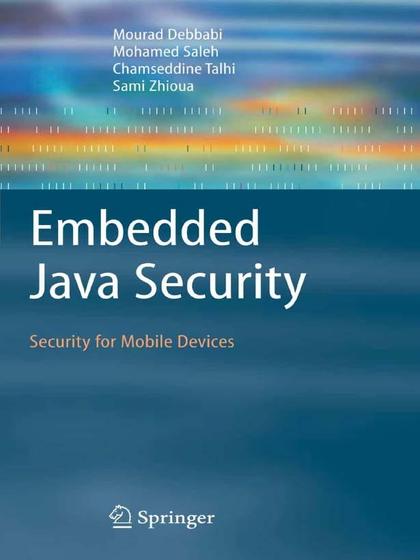 Mourad Debbabi
Mohamed Saleh
Chamseddine Talhi
Sami Zhioua
Embedded
Java Security
Security for Mobile Devices
Springer